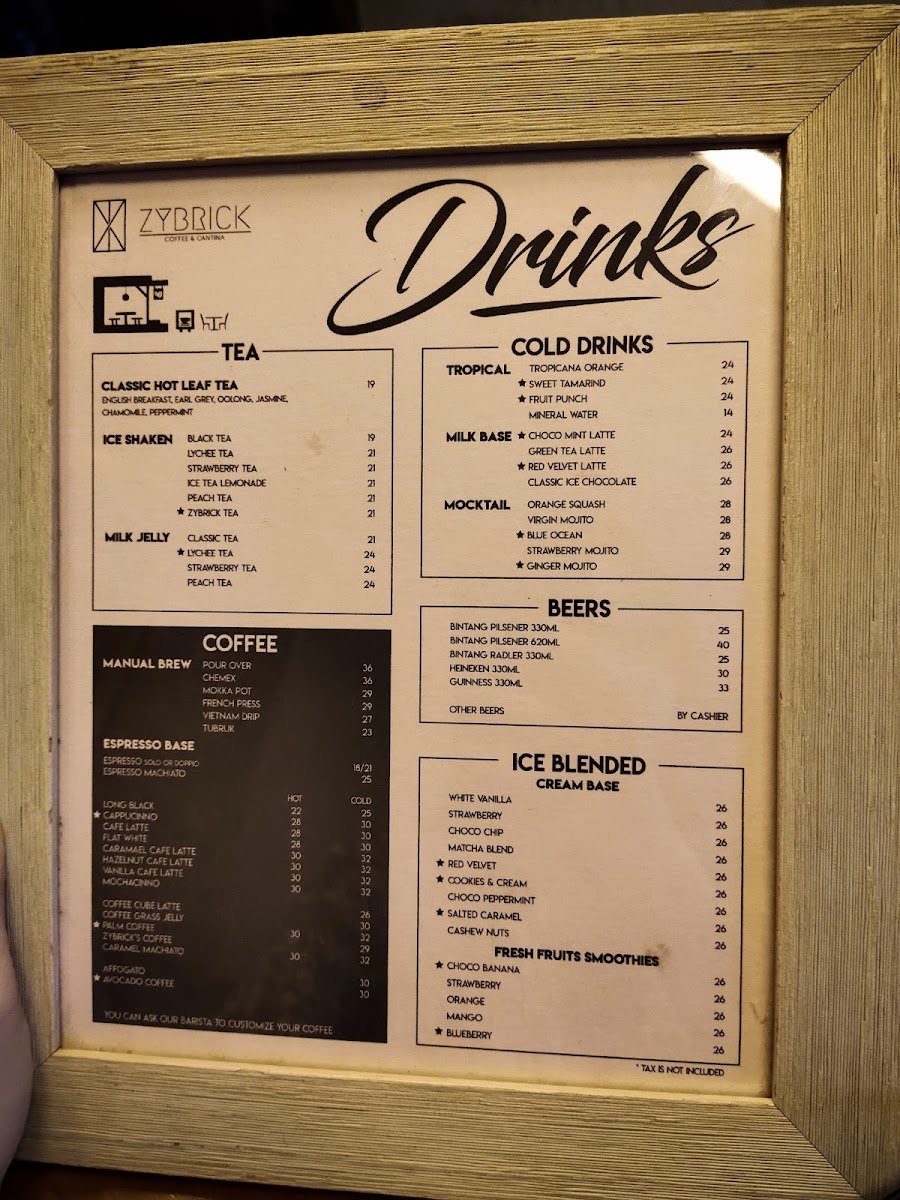 ZYBRICK
COFFEE & CANTINA
Drinks
TEA
CLASSIC HOT LEAF TEA 19
ENGLISH BREAKFAST, EARL GREY, OOLONG, JASMINE,
CHAMOMILE, PEPPERMINT
ICE SHAKEN BLACK TEA 19
LYCHEE TEA 21
STRAWBERRY TEA 21
ICE TEA LEMONADE 21
PEACH TEA 21
★ ZYBRICK TEA 21
MILK JELLY CLASSIC TEA 21
★ LYCHEE TEA 24
STRAWBERRY TEA 24
PEACH TEA 24
COFFEE
MANUAL BREW POUR OVER 36
CHEMEX 36
MOKKA POT 29
FRENCH PRESS 29
VIETNAM DRIP 27
TUBRUK 23
ESPRESSO BASE
ESPRESSO SOLO OR DOPPIO 18/21
ESPRESSO MACHIATO 25
HOT COLD
LONG BLACK 22 25
★ CAPPUCINNO 28 30
CAFE LATTE 28 30
FLAT WHITE 28 30
CARAMAEL CAFE LATTE 30 32
HAZELNUT CAFE LATTE 30 32
VANILLA CAFE LATTE 30 32
MOCHACINNO 30 32
COFFEE CUBE LATTE 26
COFFEE GRASS JELLY 30
★ PALM COFFEE 30 32
ZYBRICK'S COFFEE 29
CARAMEL MACHIATO 30 32
AFFOGATO 30
★ AVOCADO COFFEE 30
YOU CAN ASK OUR BARISTA TO CUSTOMIZE YOUR COFFEE
COLD DRINKS
TROPICAL TROPICANA ORANGE 24
★ SWEET TAMARIND 24
★ FRUIT PUNCH 24
MINERAL WATER 14
MILK BASE ★ CHOCO MINT LATTE 24
GREEN TEA LATTE 26
★ RED VELVET LATTE 26
CLASSIC ICE CHOCOLATE 26
MOCKTAIL ORANGE SQUASH 28
VIRGIN MOJITO 28
★ BLUE OCEAN 28
STRAWBERRY MOJITO 29
★ GINGER MOJITO 29
BEERS
BINTANG PILSENER 330ML 25
BINTANG PILSENER 620ML 40
BINTANG RADLER 330ML 25
HEINEKEN 330ML 30
GUINNESS 330ML 33
OTHER BEERS BY CASHIER
ICE BLENDED
CREAM BASE
WHITE VANILLA 26
STRAWBERRY 26
CHOCO CHIP 26
MATCHA BLEND 26
★ RED VELVET 26
★ COOKIES & CREAM 26
CHOCO PEPPERMINT 26
★ SALTED CARAMEL 26
CASHEW NUTS 26
FRESH FRUITS SMOOTHIES
★ CHOCO BANANA 26
STRAWBERRY 26
ORANGE 26
MANGO 26
★ BLUEBERRY 26
* TAX IS NOT INCLUDED